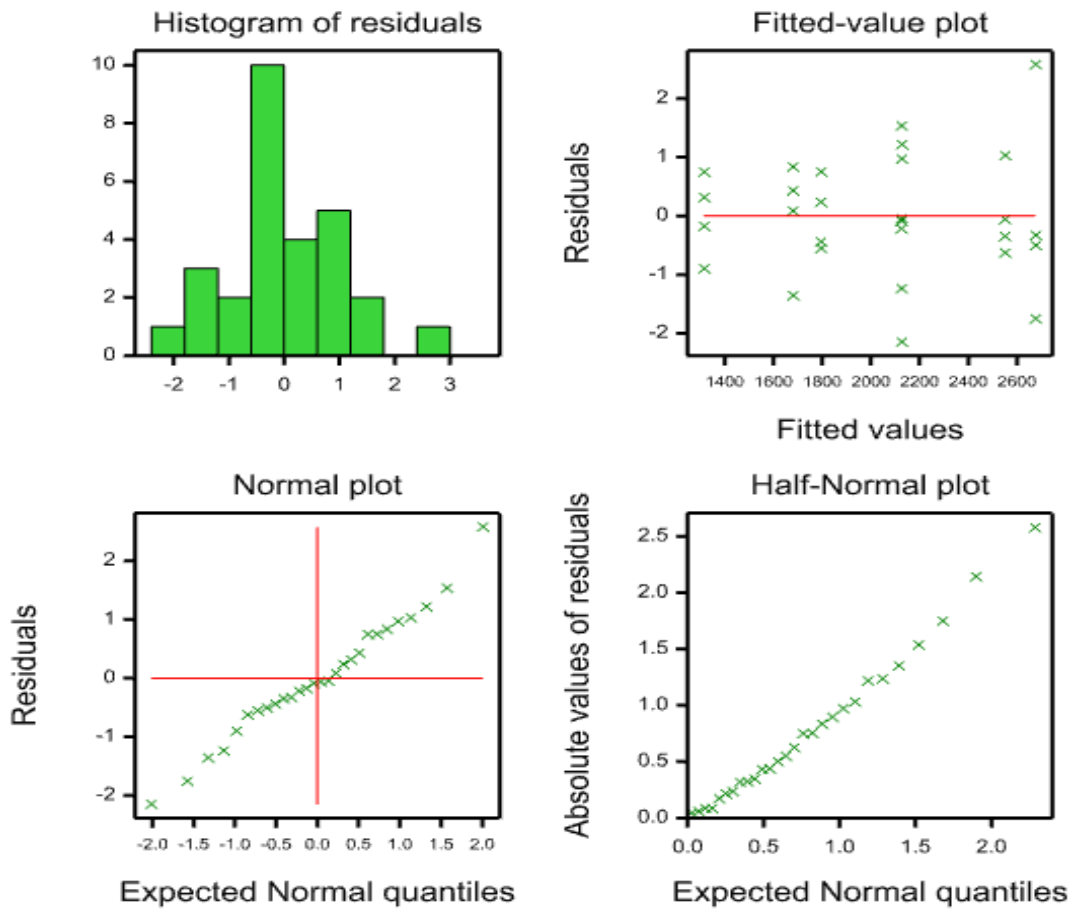 Histogram of residuals
10
8
6
4
2
0
-2 -1 0 1 2 3
Fitted-value plot
Residuals
2
1
0
-1
-2
1400 1600 1800 2000 2200 2400 2600
Fitted values
Normal plot
Residuals
2
1
0
-1
-2
-2.0 -1.5 -1.0 -0.5 0.0 0.5 1.0 1.5 2.0
Expected Normal quantiles
Half-Normal plot
Absolute values of residuals
2.5
2.0
1.5
1.0
0.5
0.0
0.0 0.5 1.0 1.5 2.0
Expected Normal quantiles